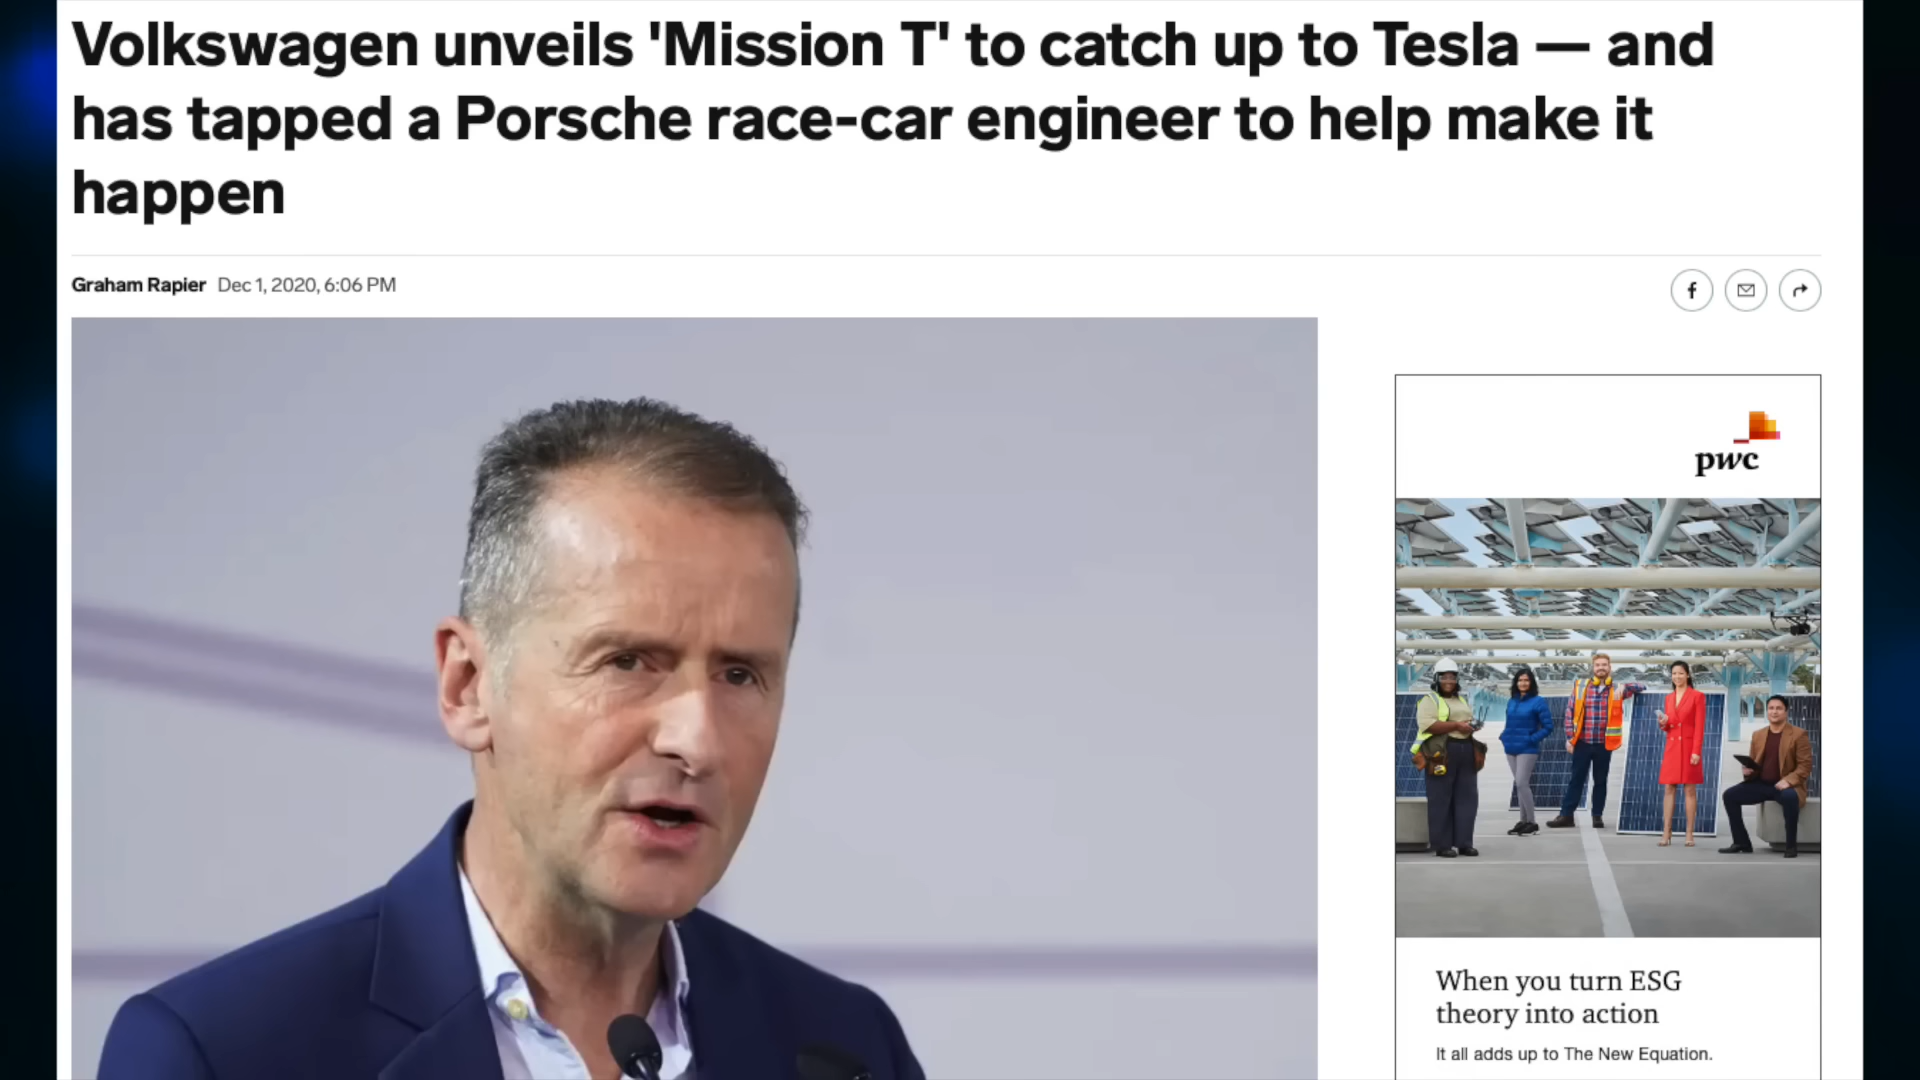 Volkswagen unveils 'Mission T' to catch up to Tesla — and
has tapped a Porsche race-car engineer to help make it
happen
Graham Rapier Dec 1, 2020, 6:06 PM
pwc
When you turn ESG
theory into action
It all adds up to The New Equation.